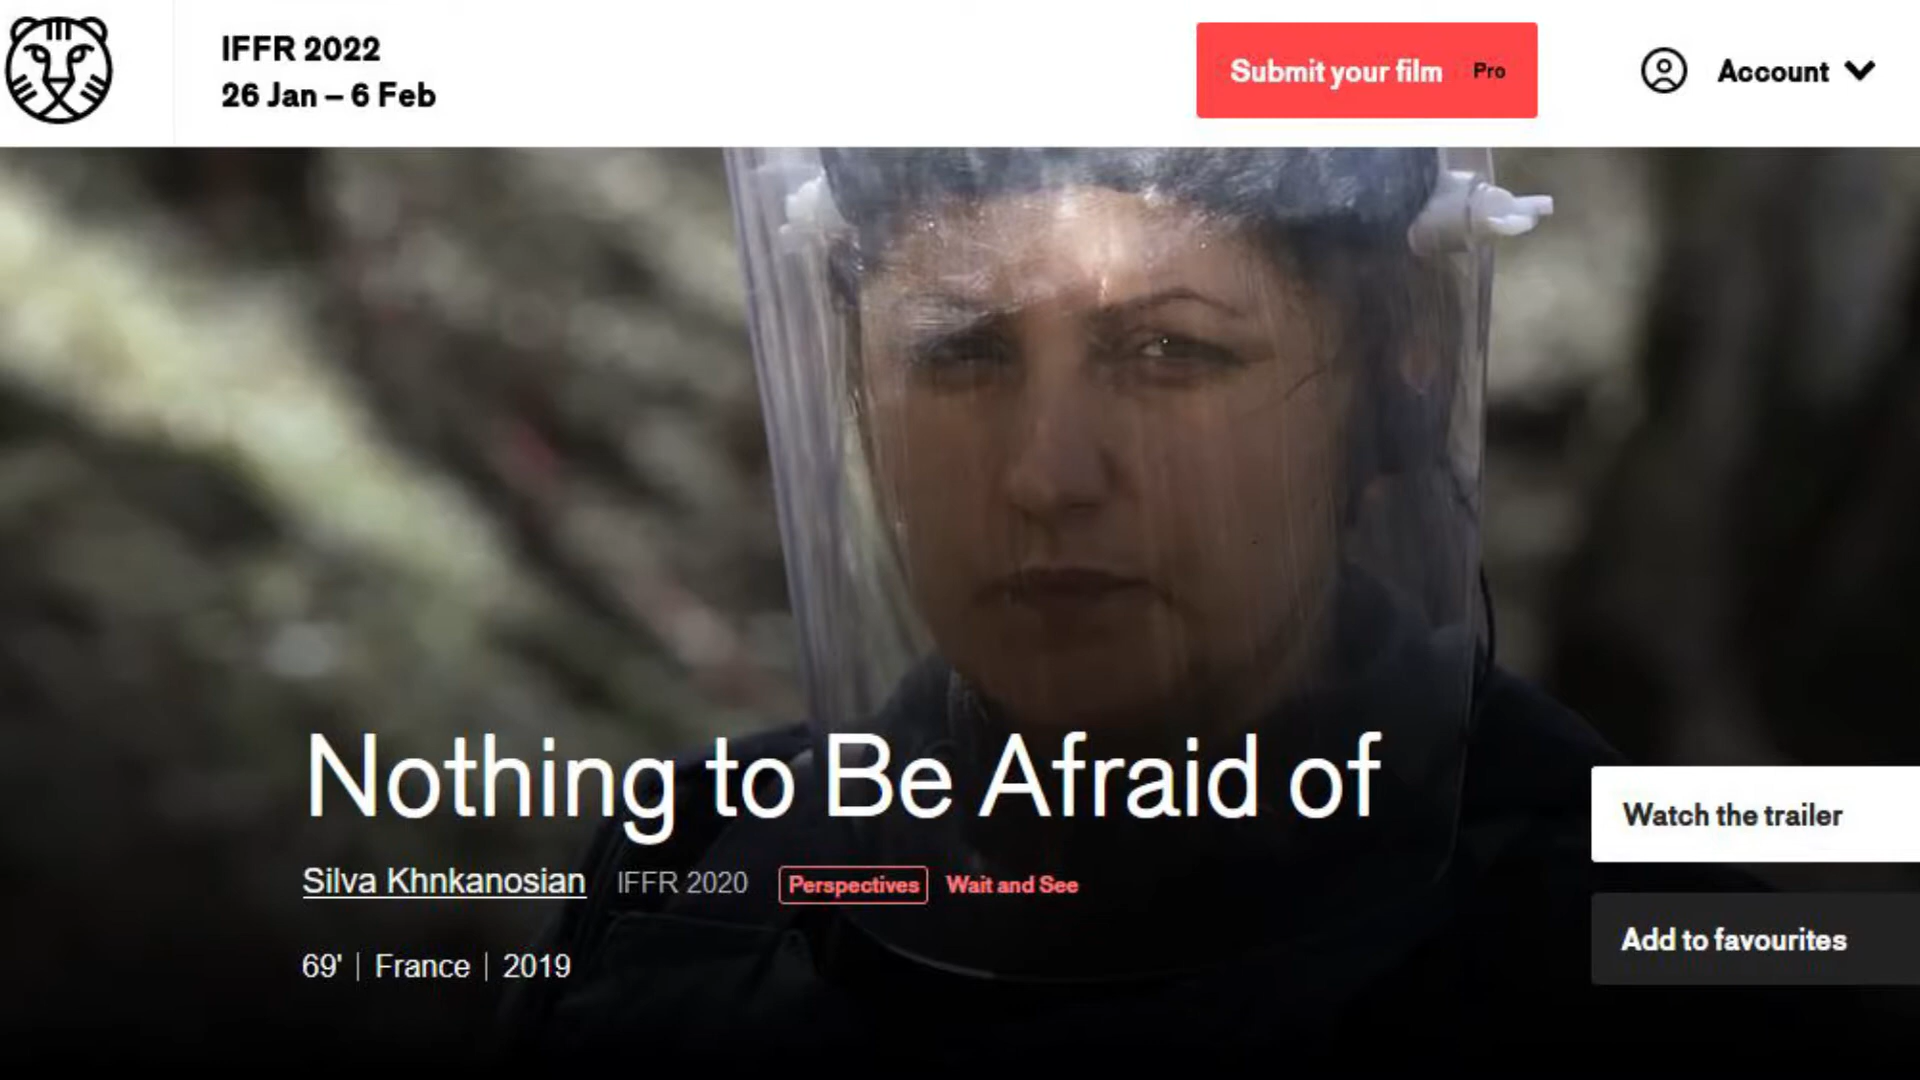 IFFR 2022
26 Jan – 6 Feb
Submit your film Pro
Account
Nothing to Be Afraid of
Silva Khnkanosian IFFR 2020 Perspectives Wait and See
69' | France | 2019
Watch the trailer
Add to favourites